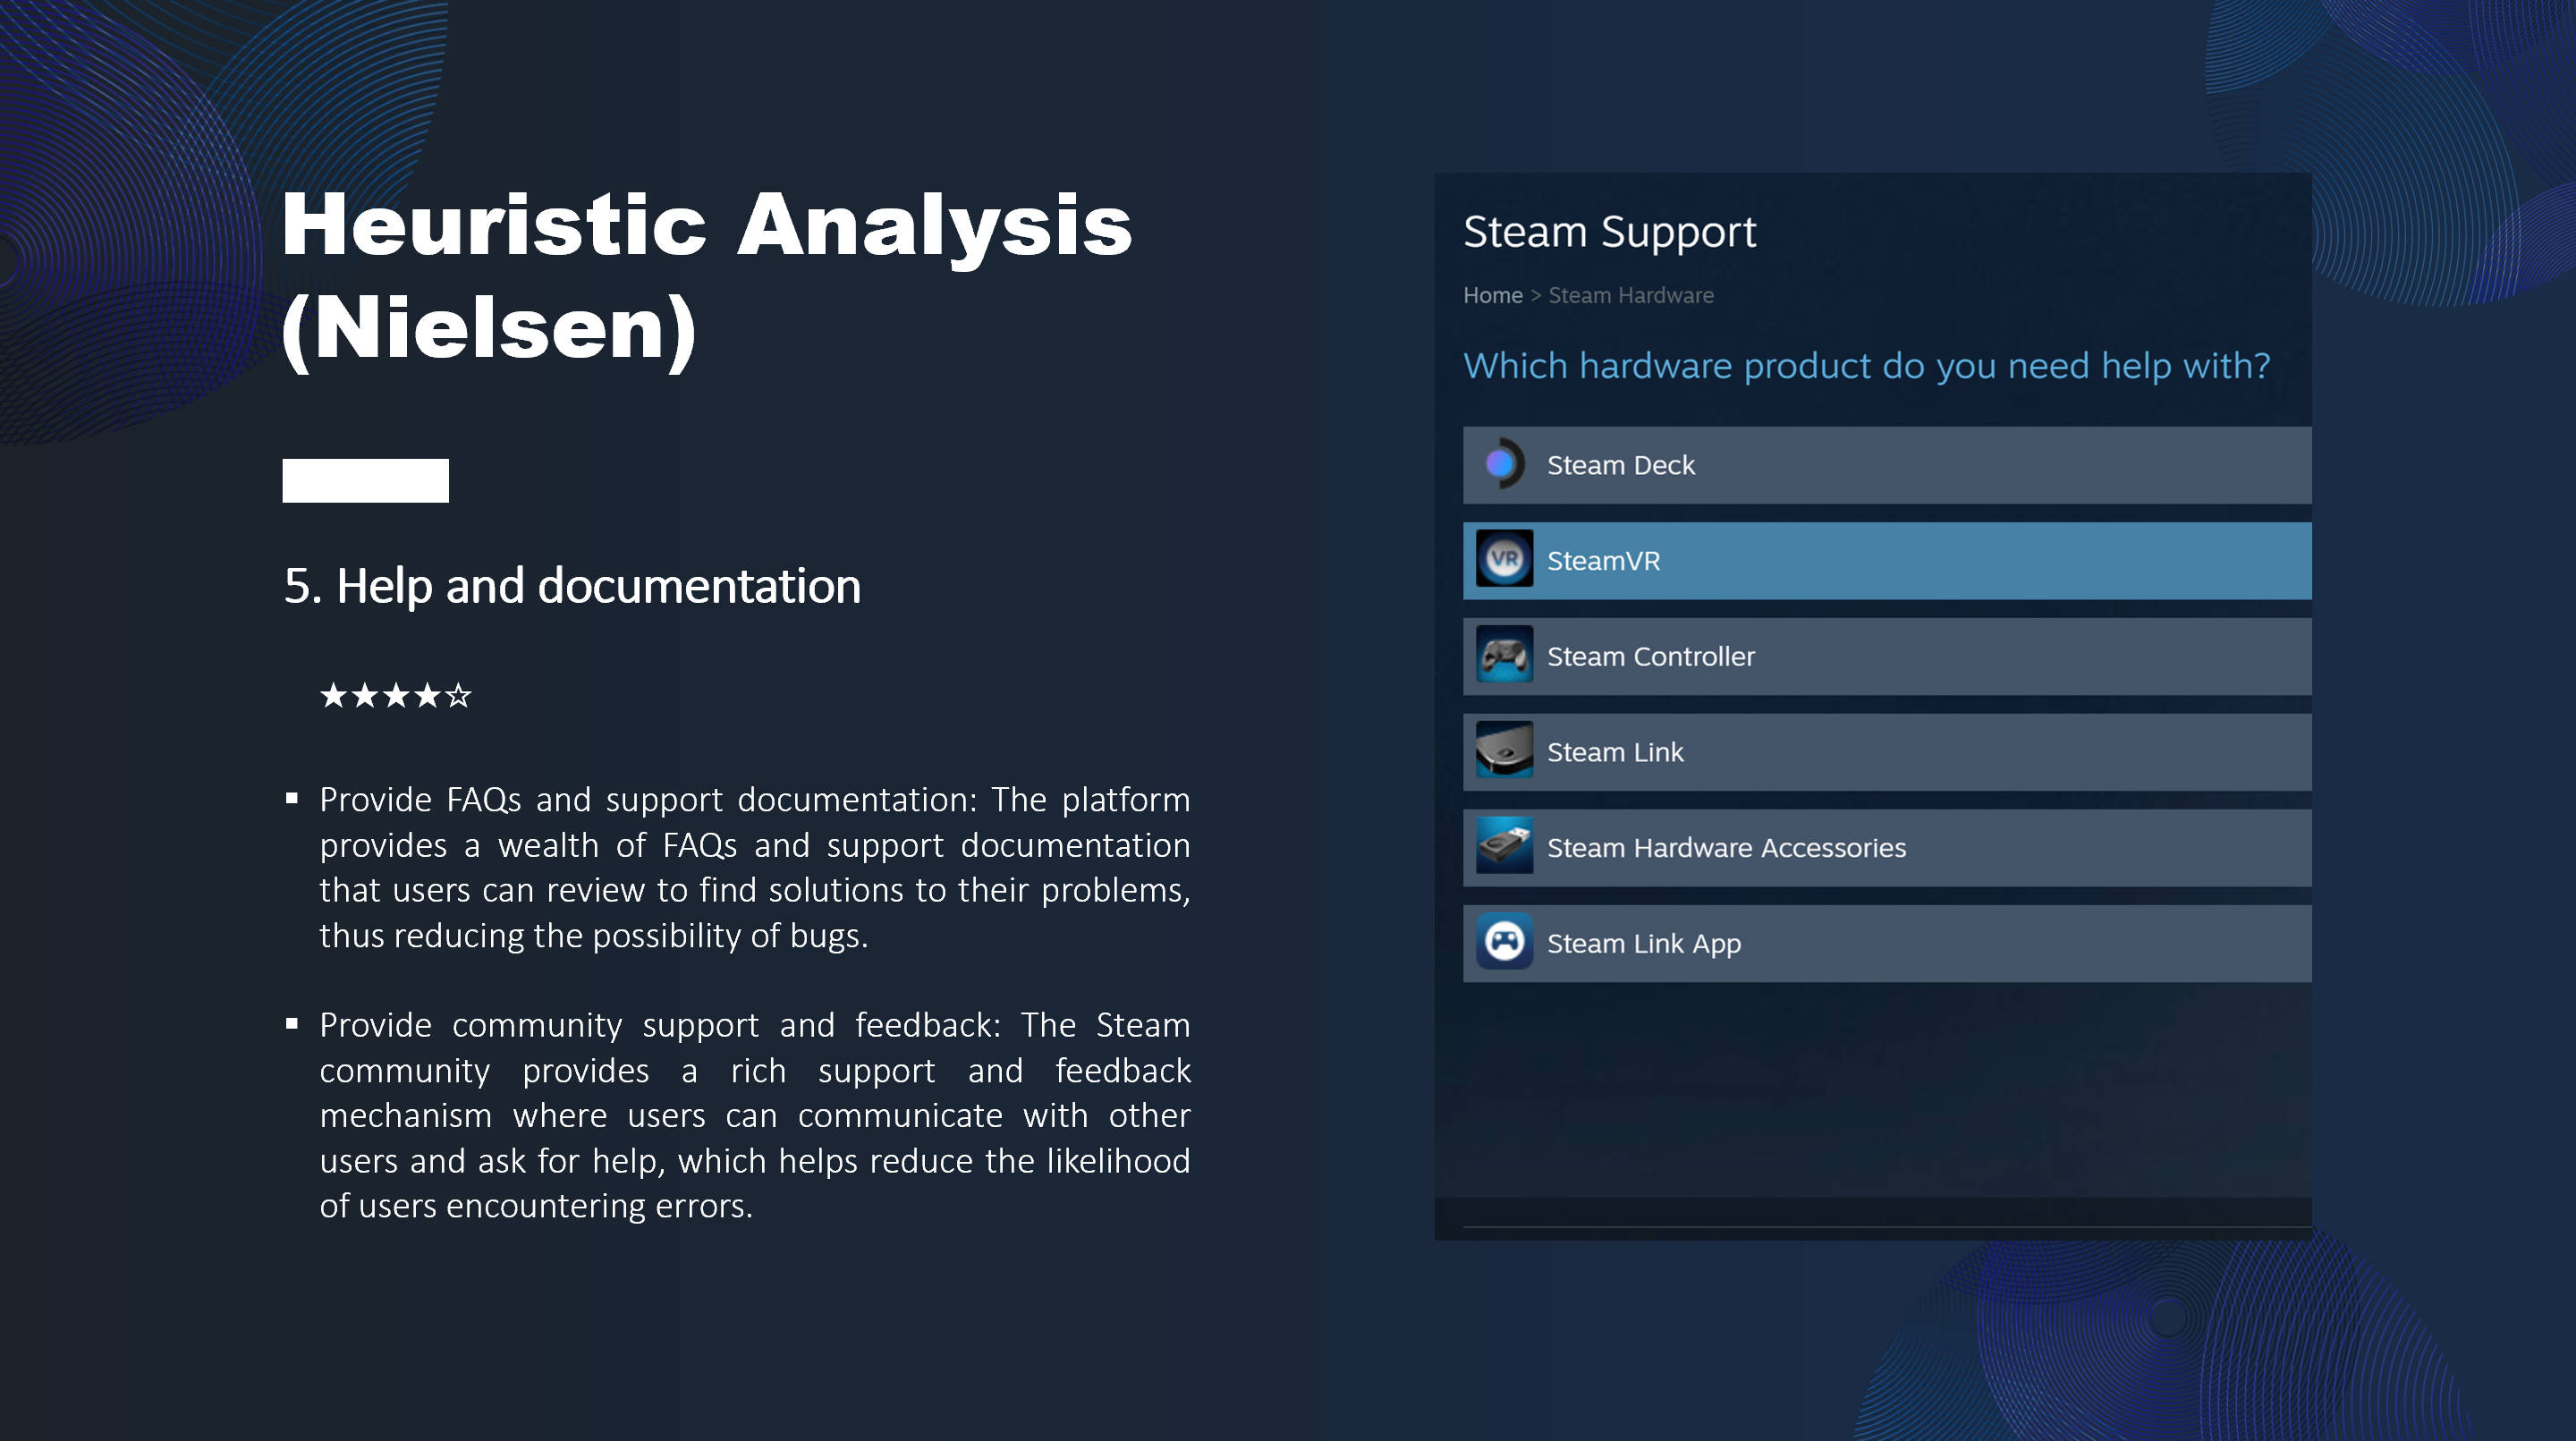 Heuristic Analysis
(Nielsen)
5. Help and documentation
★★★★☆
▪ Provide FAQs and support documentation: The platform
provides a wealth of FAQs and support documentation
that users can review to find solutions to their problems,
thus reducing the possibility of bugs.
▪ Provide community support and feedback: The Steam
community provides a rich support and feedback
mechanism where users can communicate with other
users and ask for help, which helps reduce the likelihood
of users encountering errors.
Steam Support
Home > Steam Hardware
Which hardware product do you need help with?
Steam Deck
VR SteamVR
Steam Controller
Steam Link
Steam Hardware Accessories
Steam Link App